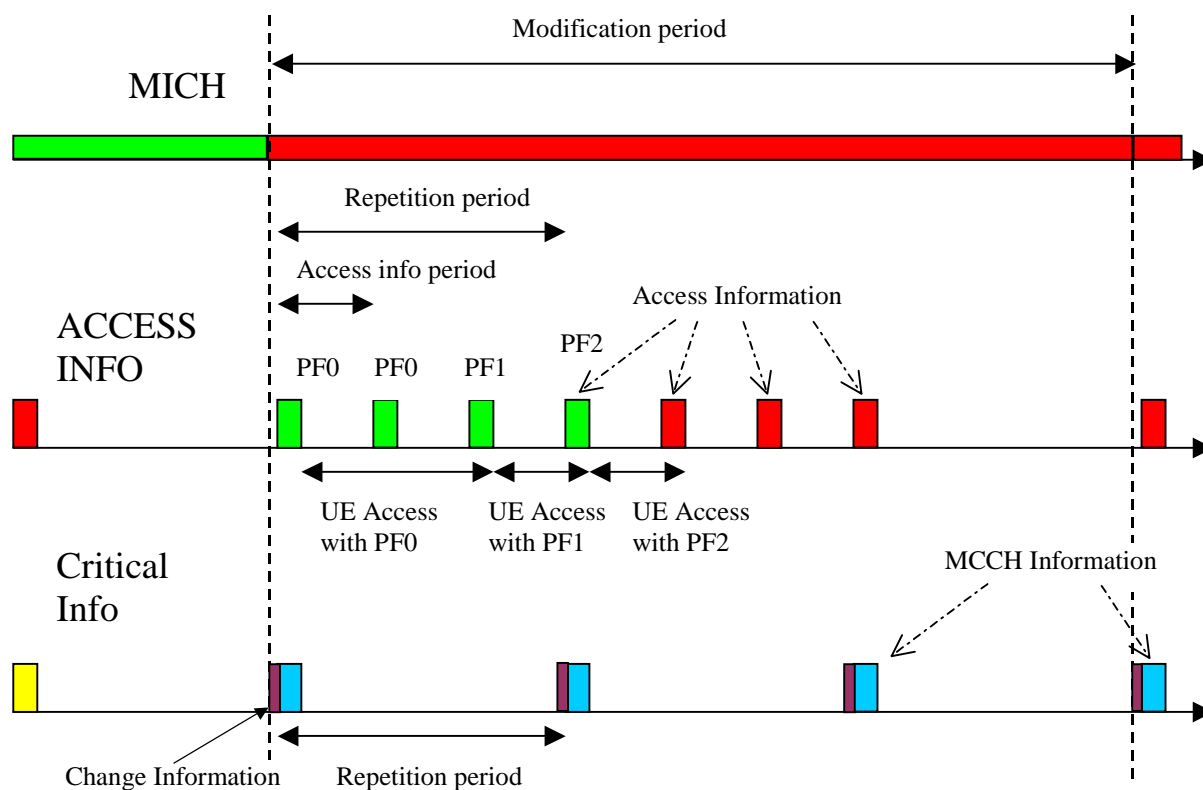 Modification period
MICH
Repetition period
Access info period
Access Information
ACCESS
INFO
PF0
PF0
PF1
PF2
UE Access
with PF0
UE Access
with PF1
UE Access
with PF2
Critical
Info
MCCH Information
Change Information
Repetition period